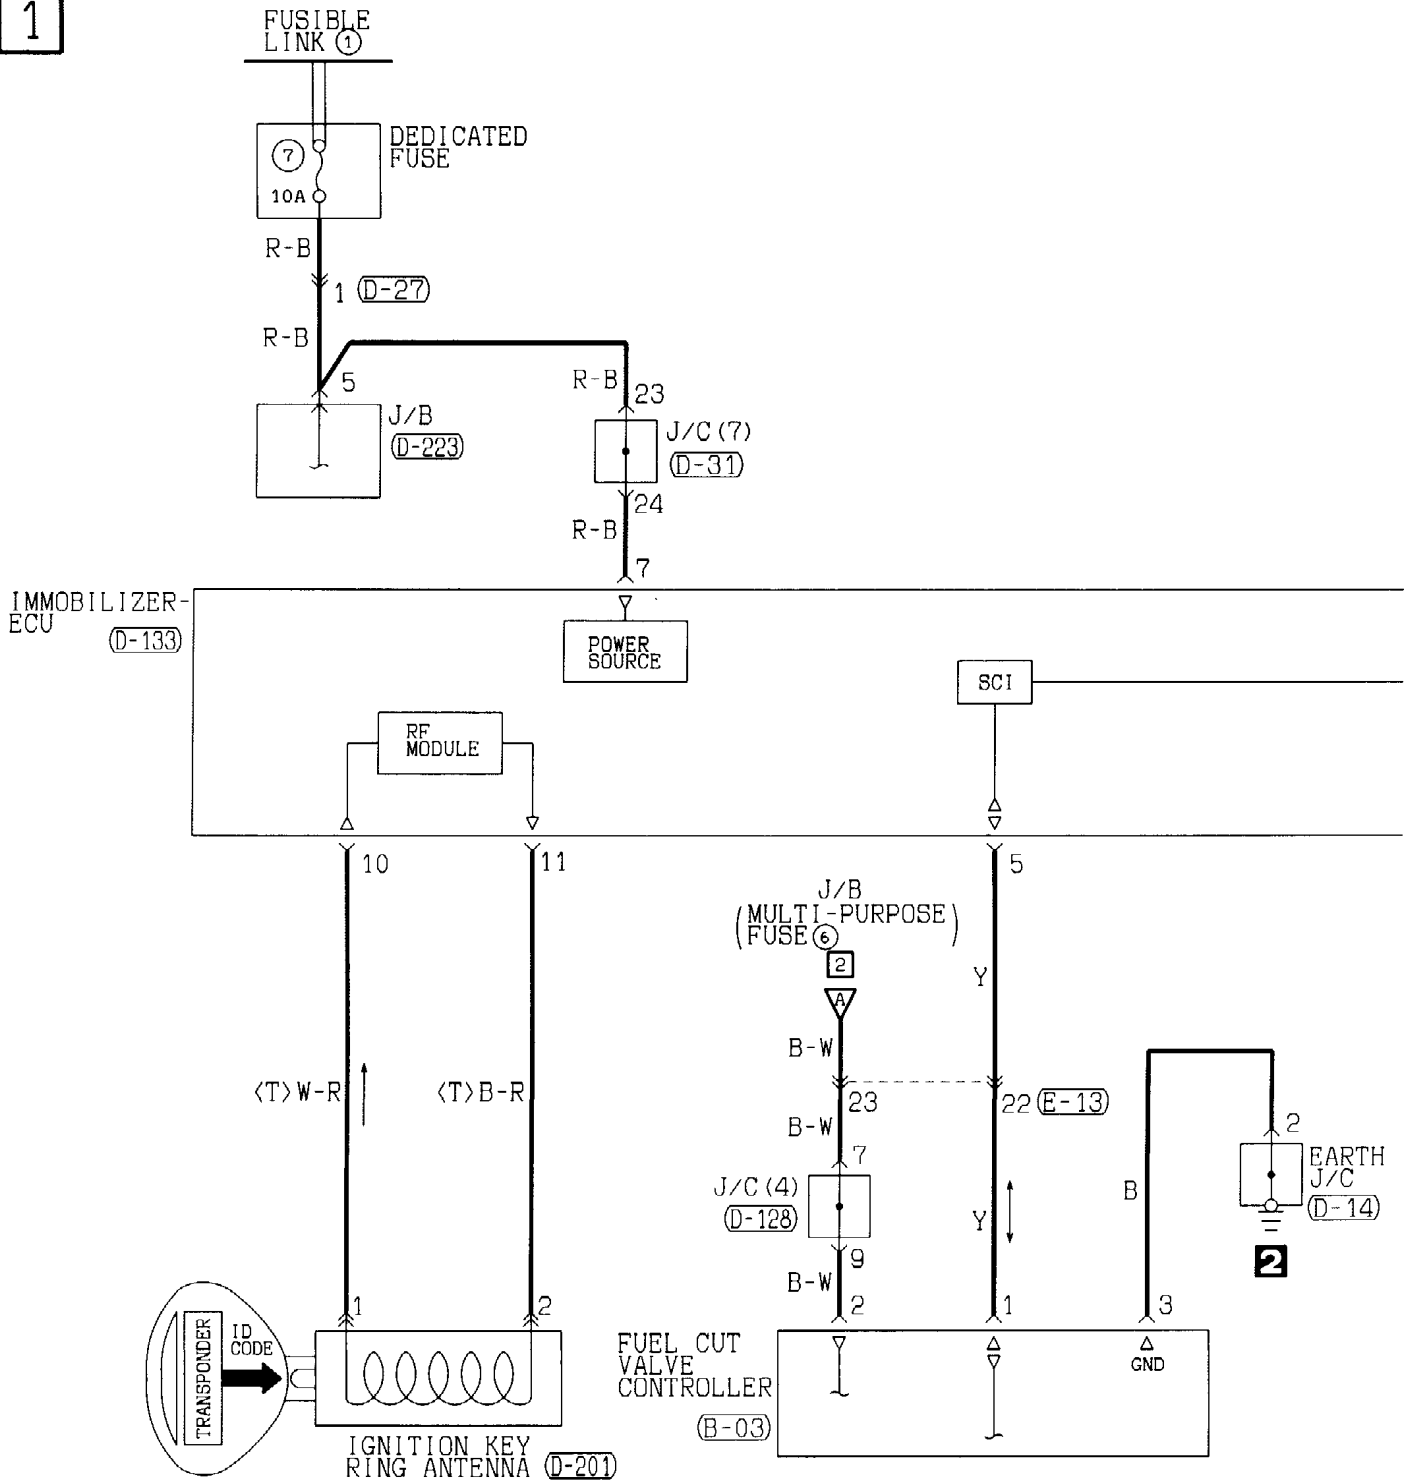 1
FUSIBLE
LINK 1
7
10A
DEDICATED
FUSE
R-B
1 D-27
R-B
5
J/B
D-223
R-B
23
J/C(7)
D-31
24
R-B
7
IMMOBILIZER-
ECU
D-133
POWER
SOURCE
SCI
RF
MODULE
10
11
5
J/B
(MULTI-PURPOSE
FUSE 6)
2
A
Y
B-W
<T>W-R
<T>B-R
23
22 E-13
B-W
7
2
EARTH
J/C
D-14
2
J/C(4)
D-128
Y
B
9
B-W
1
2
2
1
3
TRANSPONDER
ID
CODE
FUEL CUT
VALVE
CONTROLLER
B-03
GND
IGNITION KEY
RING ANTENNA D-201